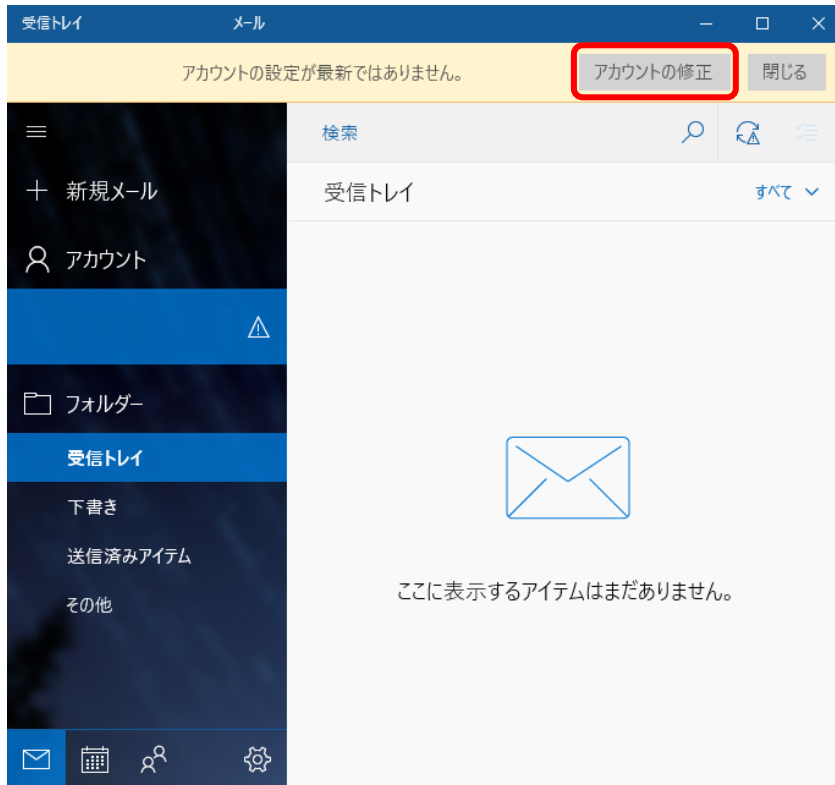 受信トレイ メール
アカウントの設定が最新ではありません。 アカウントの修正 閉じる
検索
新規メール
受信トレイ すべて
アカウント
フォルダー
受信トレイ
下書き
送信済みアイテム
その他
ここに表示するアイテムはまだありません。